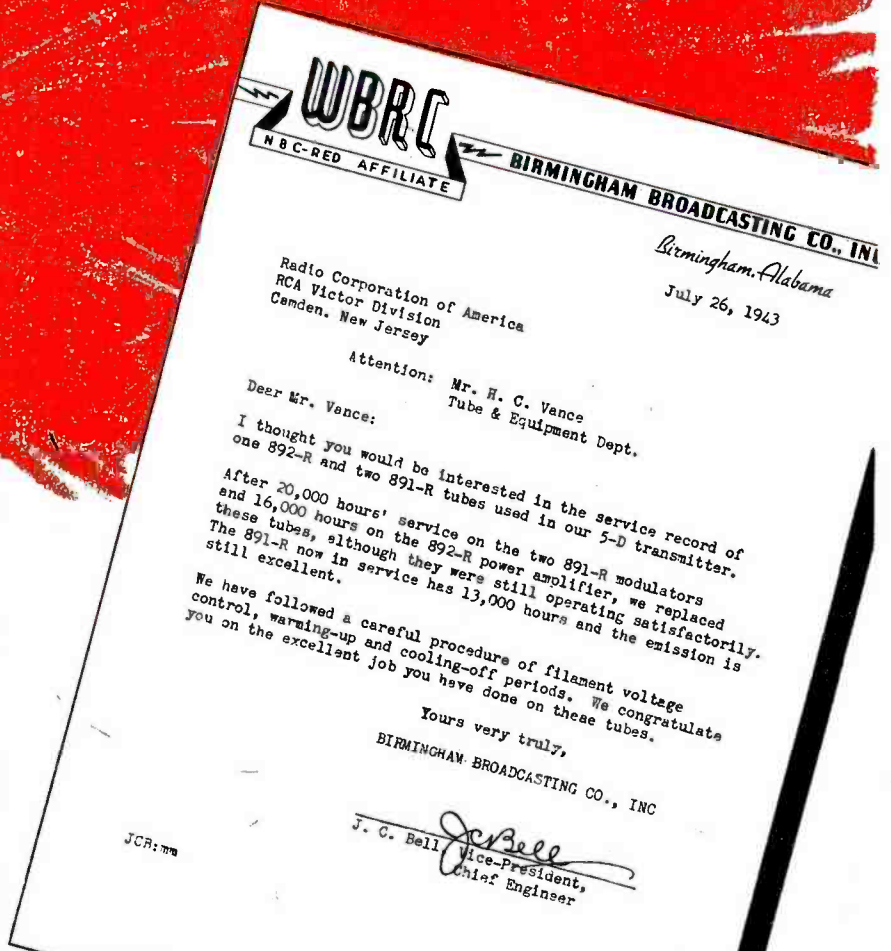 WBRC
NBC-RED AFFILIATE
BIRMINGHAM BROADCASTING CO., INC
Birmingham, Alabama
July 26, 1943
Radio Corporation of America
RCA Victor Division
Camden. New Jersey
Attention: Mr. H. C. Vance
Tube & Equipment Dept.
Dear Mr. Vance:
I thought you would be interested in the service record of
one 892-R and two 891-R tubes used in our 5-D transmitter.
After 20,000 hours' service on the two 891-R modulators
and 16,000 hours on the 892-R power amplifier, we replaced
these tubes, although they were still operating satisfactorily.
The 891-R now in service has 13,000 hours and the emission is
still excellent.
We have followed a careful procedure of filament voltage
control, warming-up and cooling-off periods. We congratulate
you on the excellent job you have done on these tubes.
Yours very truly,
BIRMINGHAM BROADCASTING CO., INC
JCBell
J. C. Bell, Vice-President,
Chief Engineer
JCB:mm